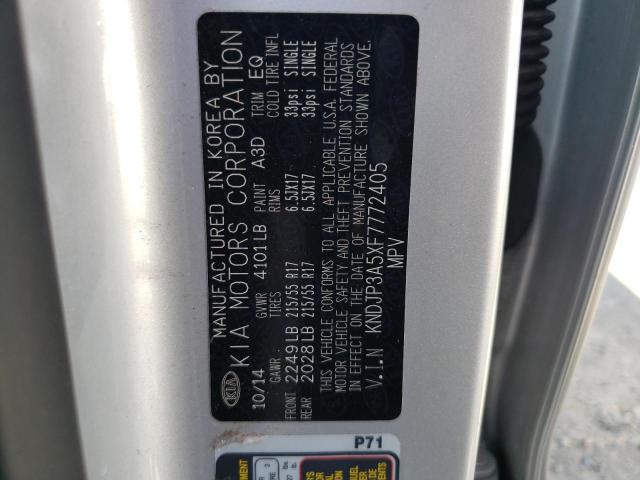 MANUFACTURED IN KOREA BY
KIA KIA MOTORS CORPORATION
10/14 GVWR 4101LB PAINT A3D TRIM EQ
GAWR TIRES RIMS COLD TIRE INFL
FRONT 2249LB 215/55 R17 6.5JX17 33psi SINGLE
REAR 2028LB 215/55 R17 6.5JX17 33psi SINGLE
THIS VEHICLE CONFORMS TO ALL APPLICABLE U.S.A. FEDERAL
MOTOR VEHICLE SAFETY AND THEFT PREVENTION STANDARDS
IN EFFECT ON THE DATE OF MANUFACTURE SHOWN ABOVE.
V.I.N KNDJP3A5XF7772405
MPV
P71